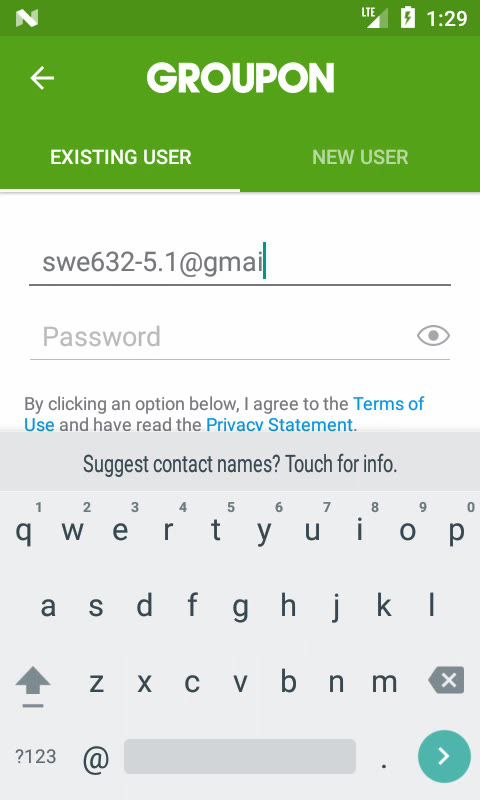 LTE 1:29
GROUPON
EXISTING USER NEW USER
swe632-5.1@gmai
Password
By clicking an option below, I agree to the Terms of
Use and have read the Privacy Statement.
Suggest contact names? Touch for info.
1 2 3 4 5 6 7 8 9 0
q w e r t y u i o p
a s d f g h j k l
z x c v b n m
?123 @ .